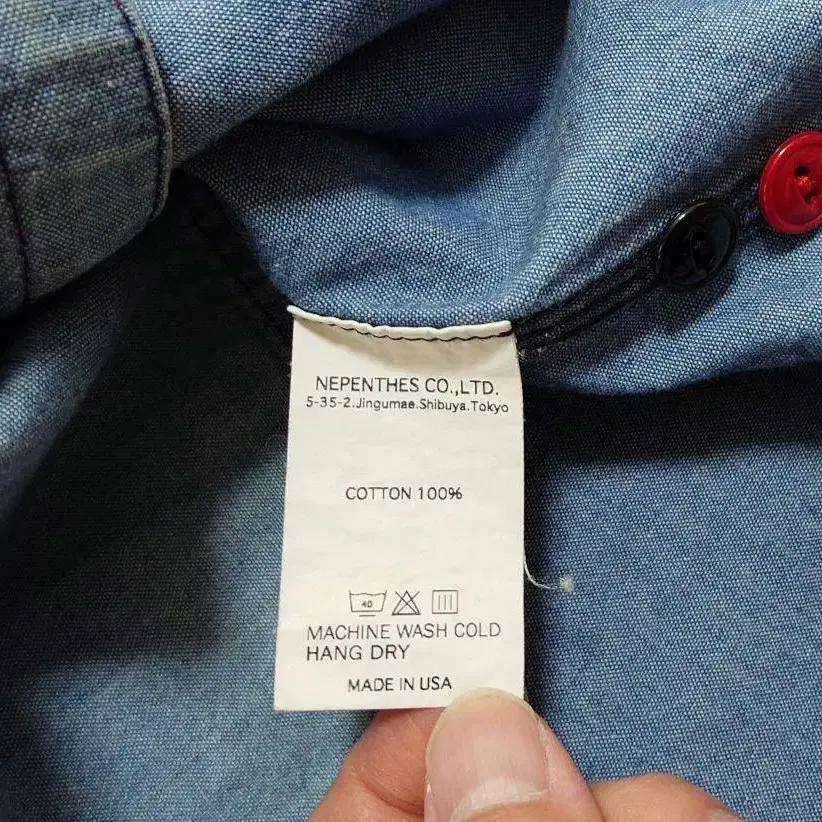 NEPENTHES CO.,LTD.
5-35-2.Jingumae.Shibuya.Tokyo
COTTON 100%
40
MACHINE WASH COLD
HANG DRY
MADE IN USA